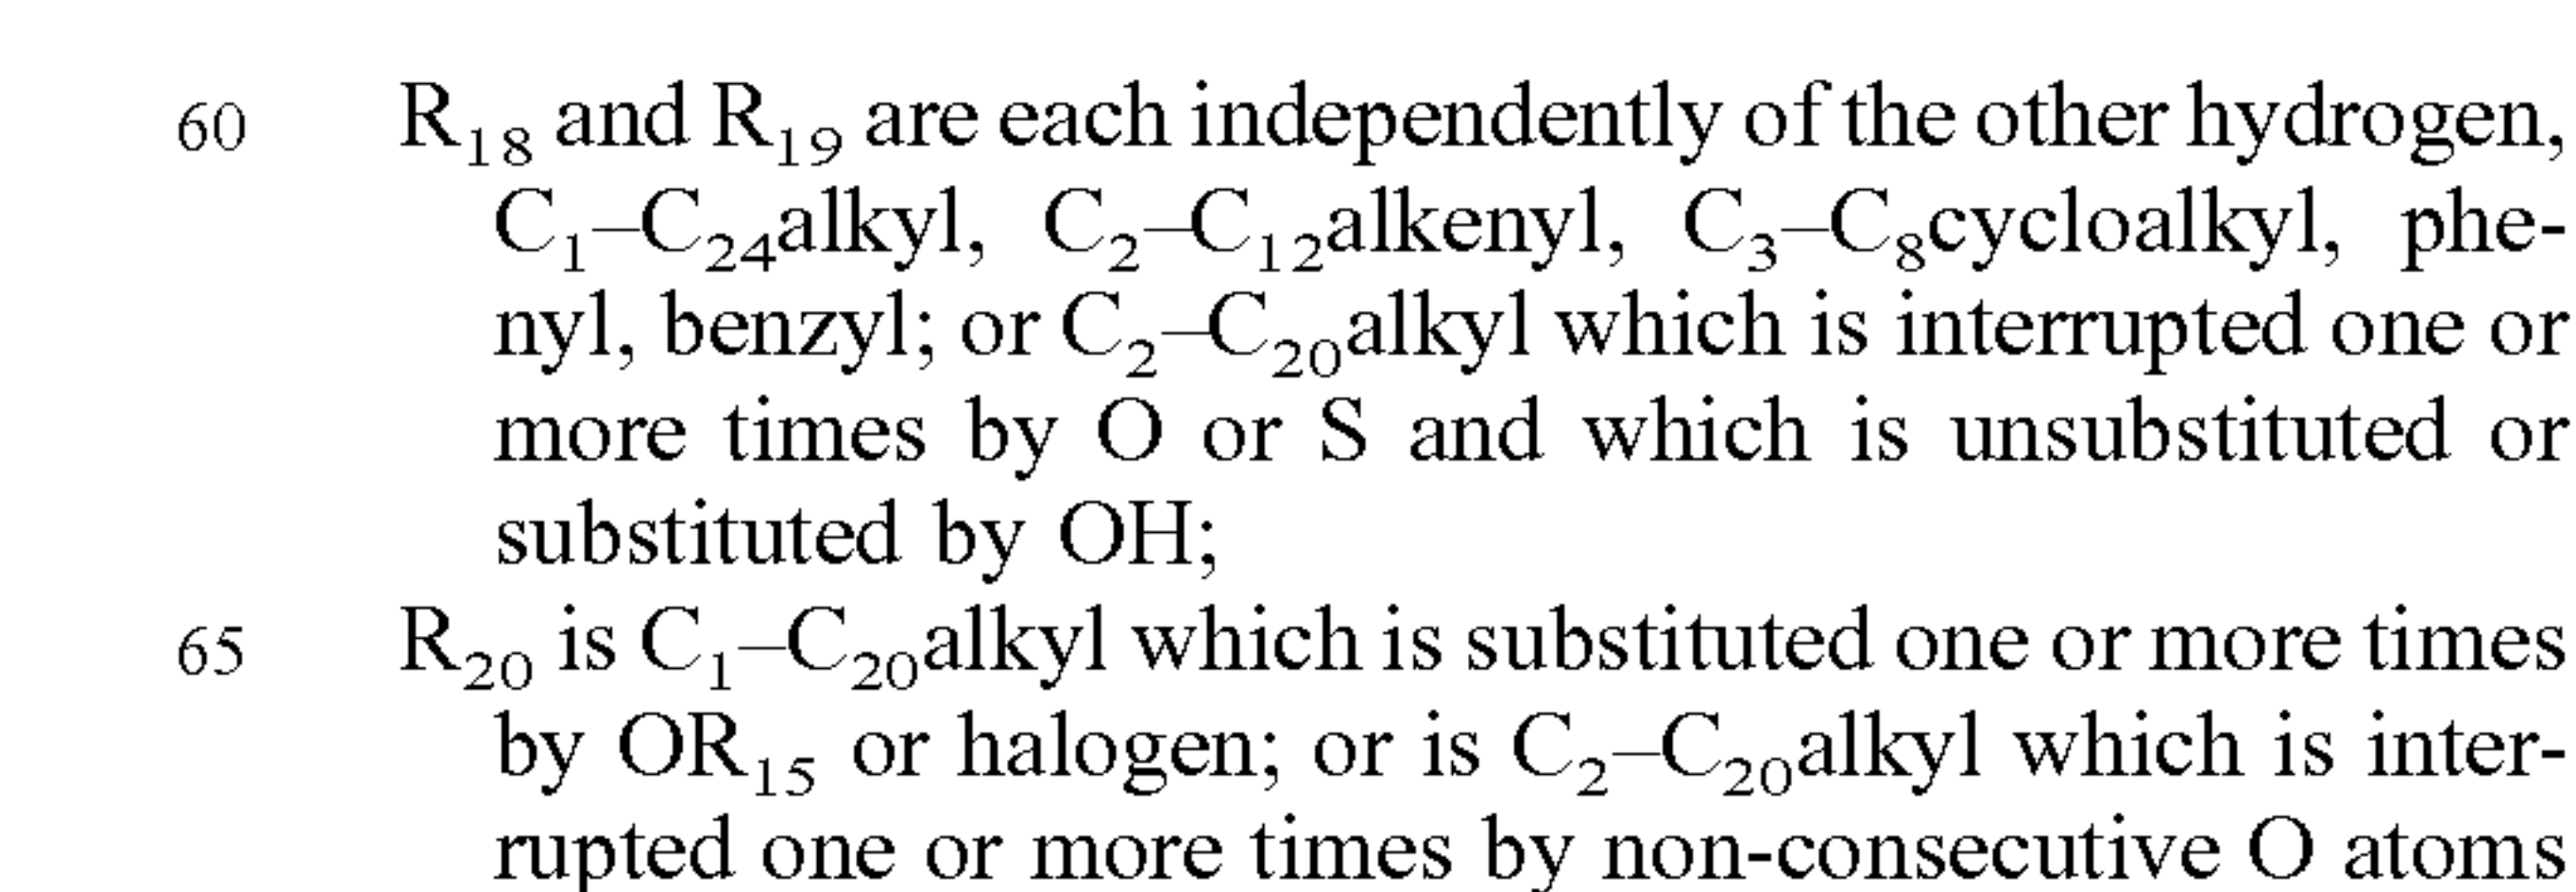 60 R₁₈ and R₁₉ are each independently of the other hydrogen,
C₁–C₂₄alkyl, C₂–C₁₂alkenyl, C₃–C₈cycloalkyl, phe-
nyl, benzyl; or C₂–C₂₀alkyl which is interrupted one or
more times by O or S and which is unsubstituted or
substituted by OH;
65 R₂₀ is C₁–C₂₀alkyl which is substituted one or more times
by OR₁₅ or halogen; or is C₂–C₂₀alkyl which is inter-
rupted one or more times by non-consecutive O atoms